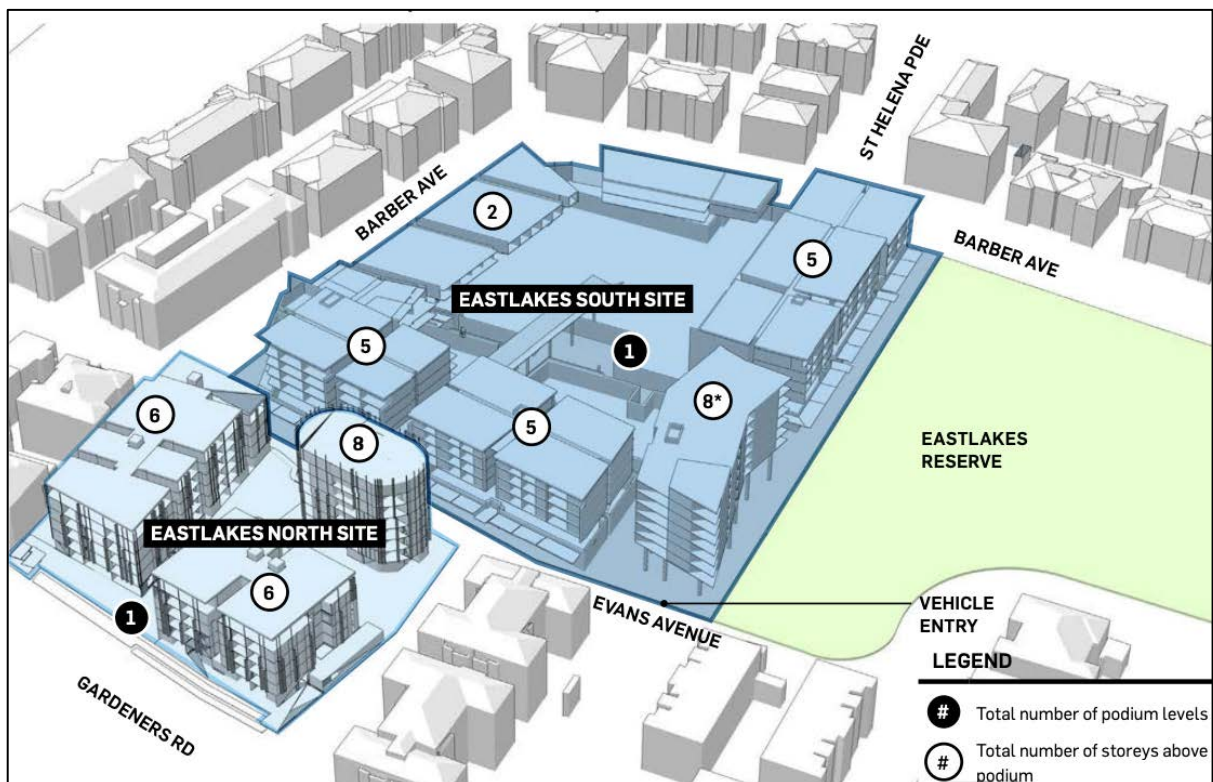 ST HELENA PDE
BARBER AVE
2
5
BARBER AVE
EASTLAKES SOUTH SITE
5
1
8*
6
8
5
EASTLAKES
RESERVE
EASTLAKES NORTH SITE
6
1
EVANS AVENUE
VEHICLE
ENTRY
GARDENERS RD
LEGEND
# Total number of podium levels
# Total number of storeys above
podium